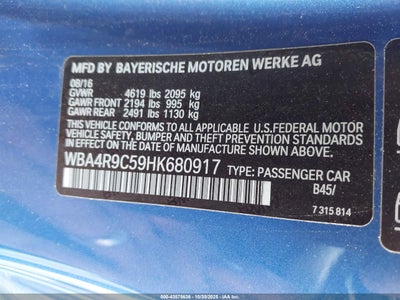 MFD BY BAYERISCHE MOTOREN WERKE AG
08/16
GVWR 4619 lbs 2095 kg
GAWR FRONT 2194 lbs 995 kg
GAWR REAR 2491 lbs 1130 kg
THIS VEHICLE CONFORMS TO ALL APPLICABLE U.S.FEDERAL MOTOR
VEHICLE SAFETY, BUMPER AND THEFT PREVENTION STANDARDS IN
EFFECT ON THE DATE OF MANUFACTURE SHOWN ABOVE.
WBA4R9C59HK680917 TYPE: PASSENGER CAR
B45/
7 315 814